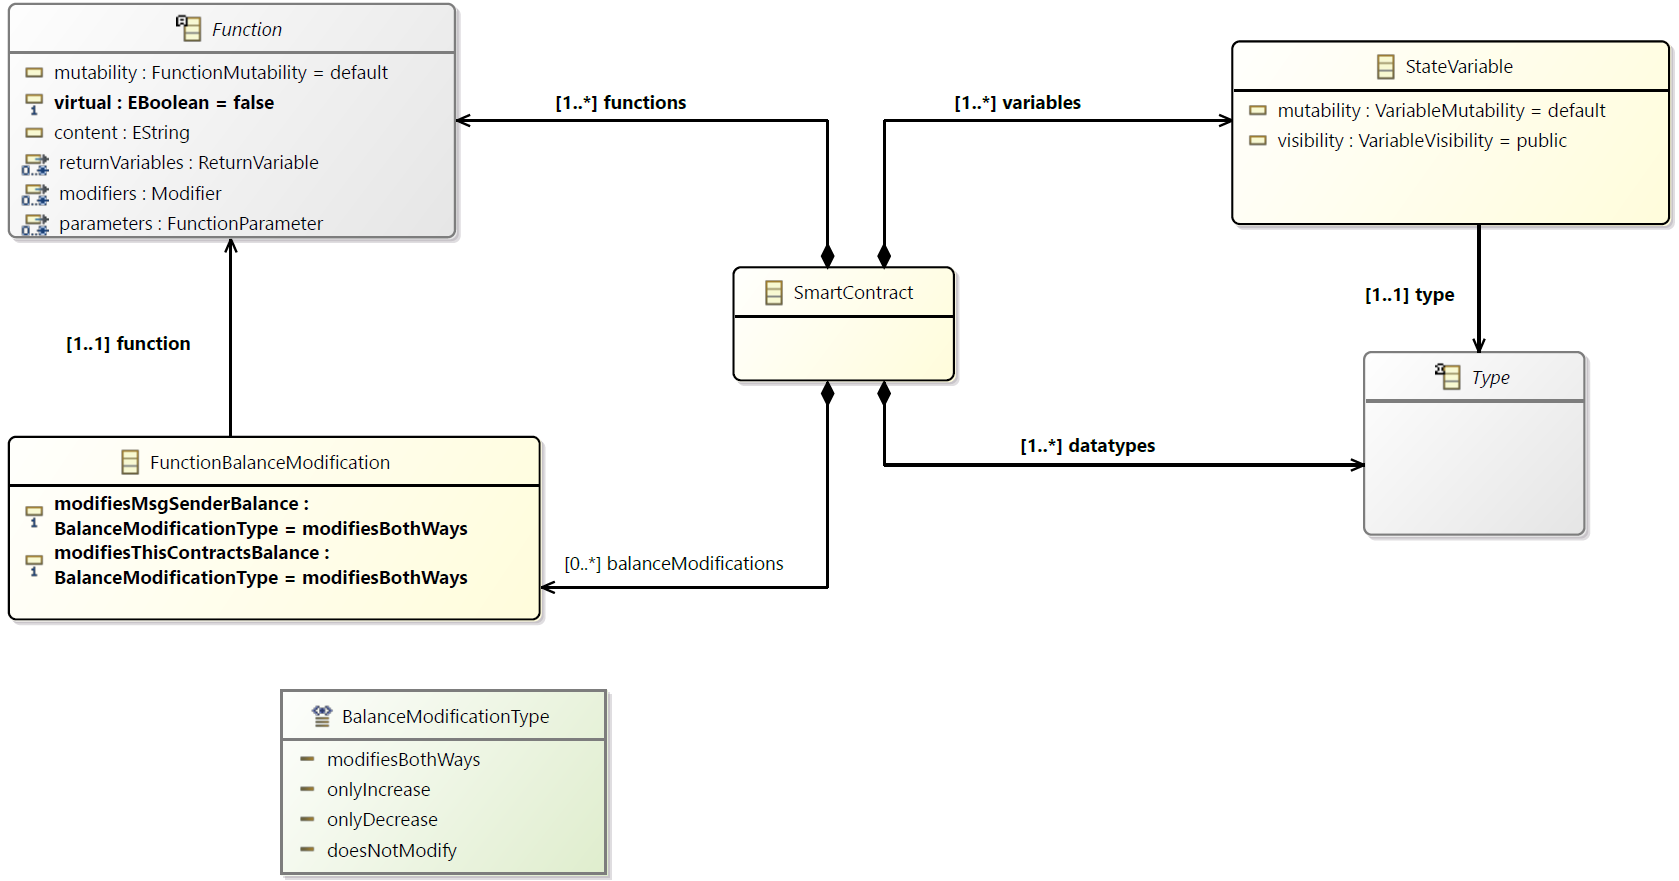 Function
mutability : FunctionMutability = default
1 virtual : EBoolean = false
content : EString
0..* returnVariables : ReturnVariable
0..* modifiers : Modifier
0..* parameters : FunctionParameter
[1..*] functions
[1..*] variables
StateVariable
mutability : VariableMutability = default
visibility : VariableVisibility = public
SmartContract
[1..1] type
[1..1] function
Type
[1..*] datatypes
FunctionBalanceModification
modifiesMsgSenderBalance :
1 BalanceModificationType = modifiesBothWays
modifiesThisContractsBalance :
1 BalanceModificationType = modifiesBothWays
[0..*] balanceModifications
BalanceModificationType
modifiesBothWays
onlyIncrease
onlyDecrease
doesNotModify